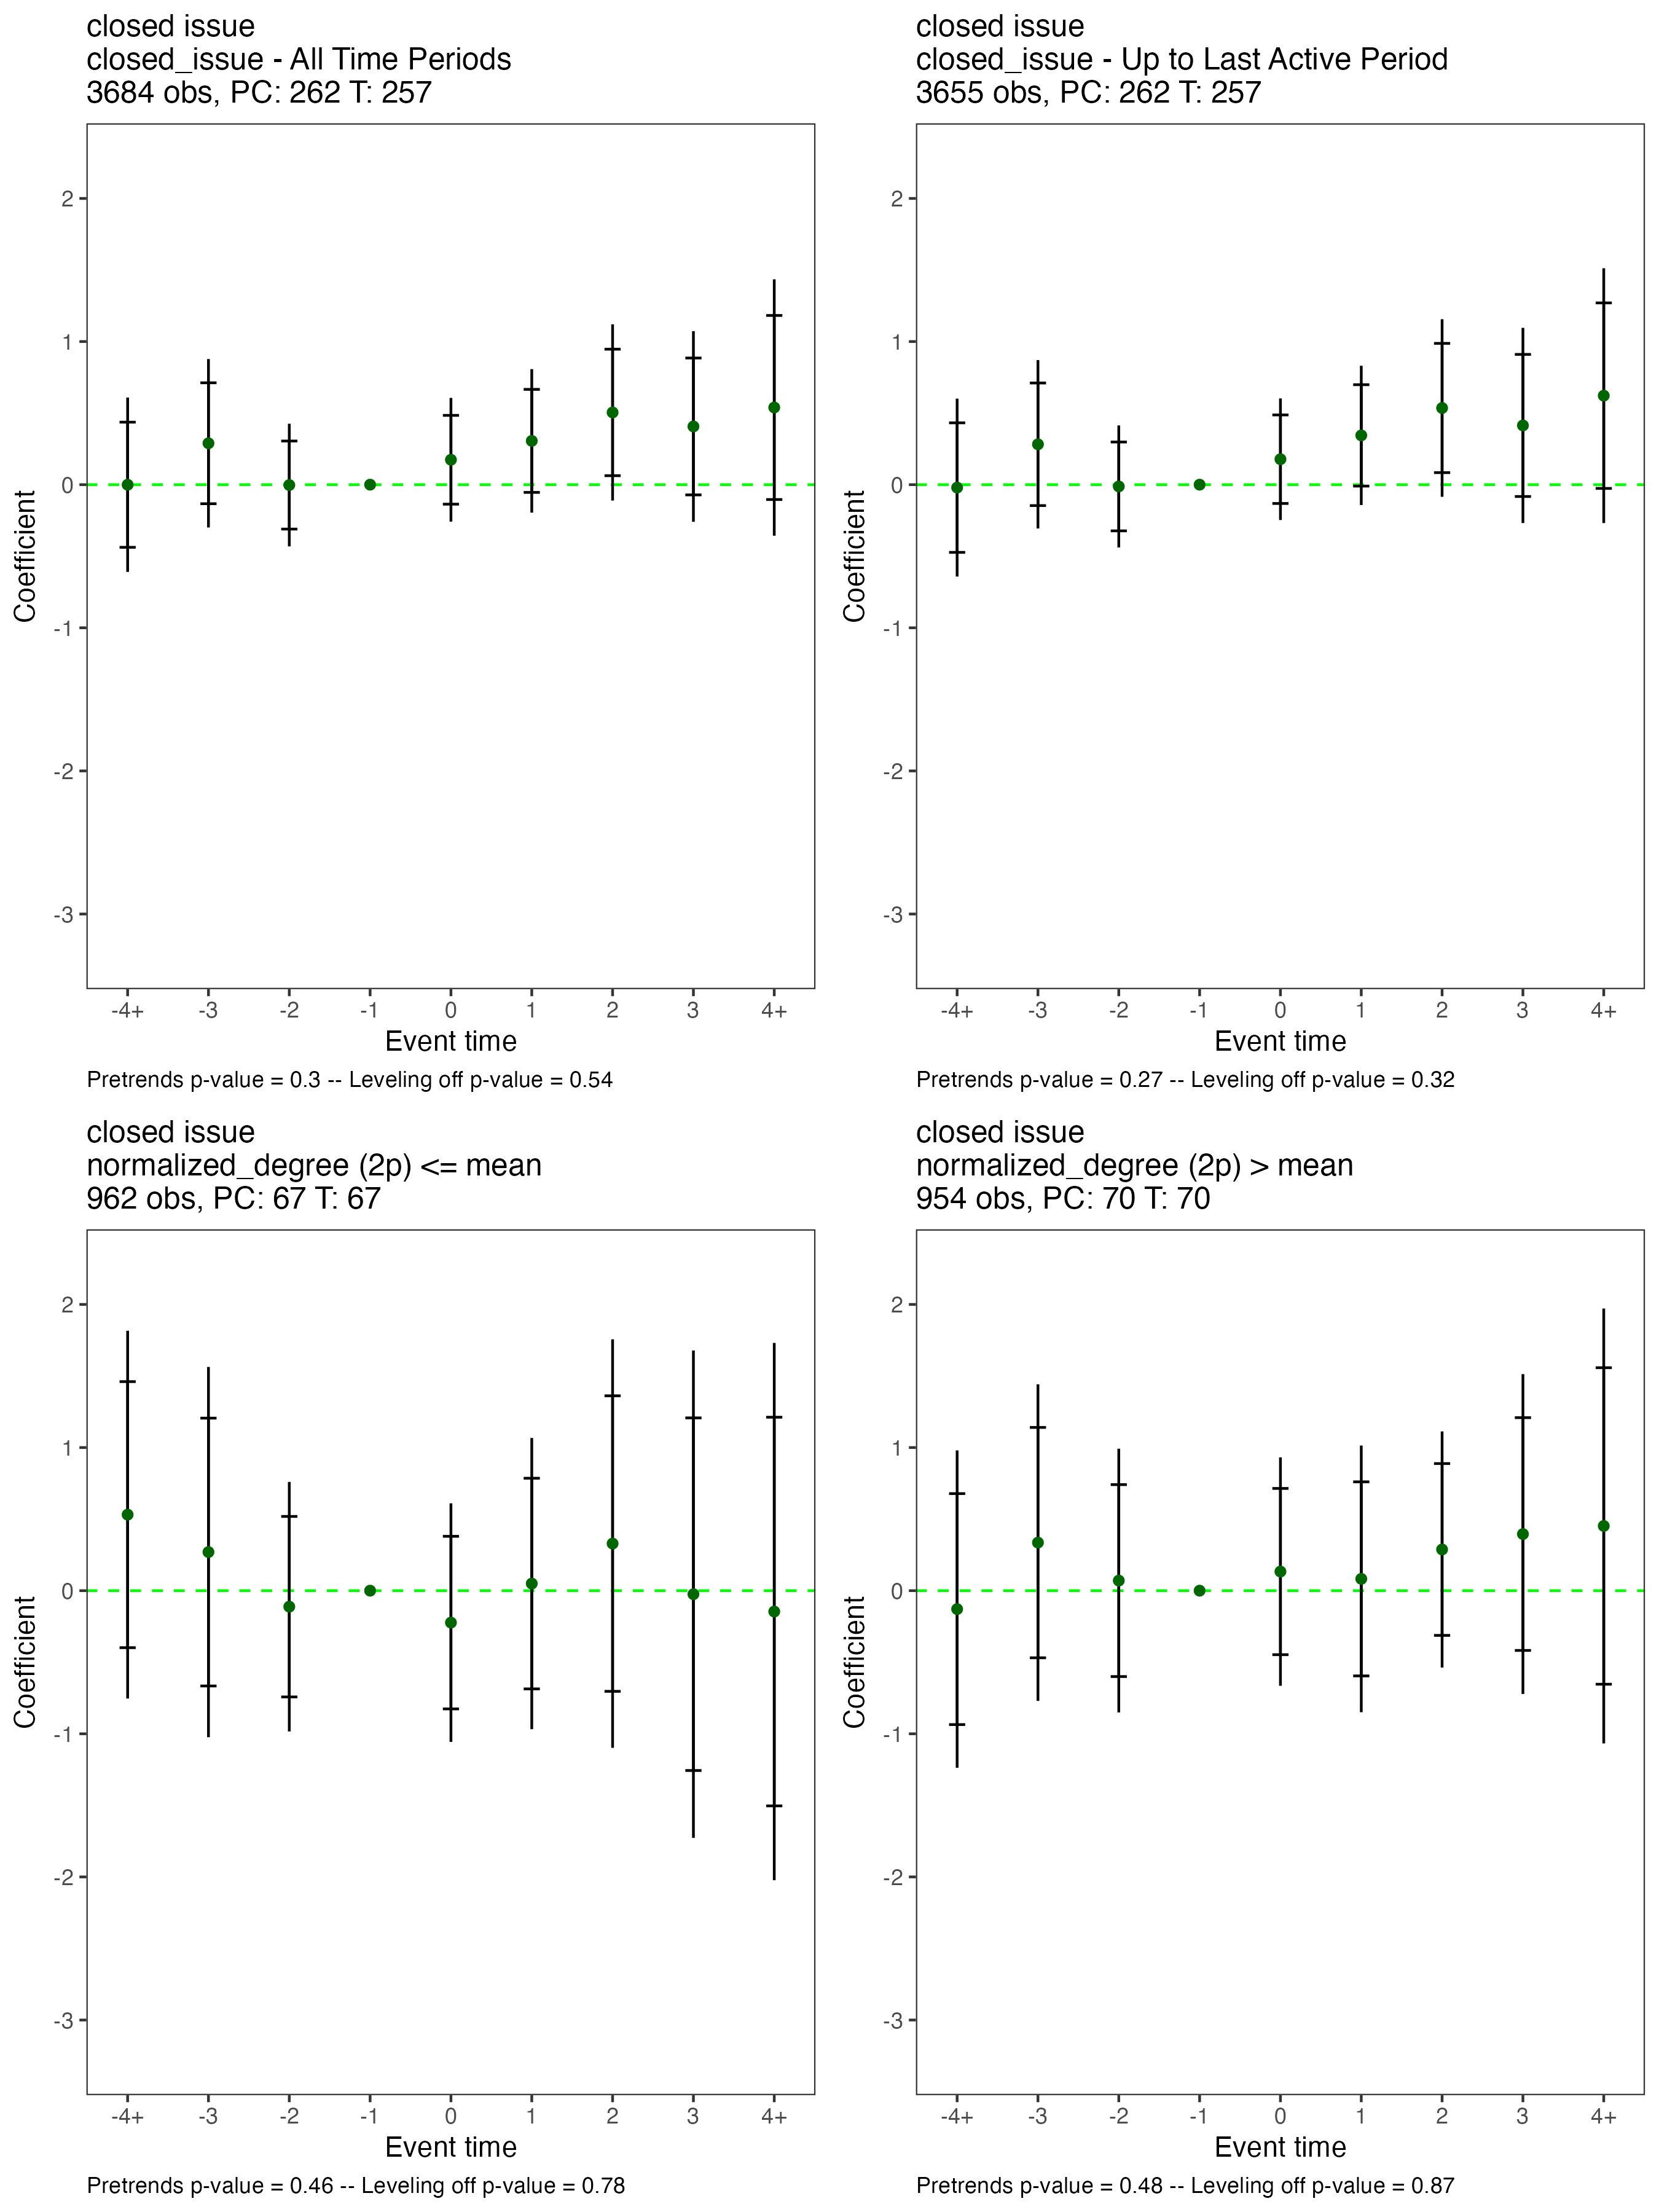 closed issue
closed_issue - All Time Periods
3684 obs, PC: 262 T: 257
2
1
0
-1
-2
-3
Coefficient
-4+ -3 -2 -1 0 1 2 3 4+
Event time
Pretrends p-value = 0.3 -- Leveling off p-value = 0.54
closed issue
closed_issue - Up to Last Active Period
3655 obs, PC: 262 T: 257
2
1
0
-1
-2
-3
Coefficient
-4+ -3 -2 -1 0 1 2 3 4+
Event time
Pretrends p-value = 0.27 -- Leveling off p-value = 0.32
closed issue
normalized_degree (2p) <= mean
962 obs, PC: 67 T: 67
2
1
0
-1
-2
-3
Coefficient
-4+ -3 -2 -1 0 1 2 3 4+
Event time
Pretrends p-value = 0.46 -- Leveling off p-value = 0.78
closed issue
normalized_degree (2p) > mean
954 obs, PC: 70 T: 70
2
1
0
-1
-2
-3
Coefficient
-4+ -3 -2 -1 0 1 2 3 4+
Event time
Pretrends p-value = 0.48 -- Leveling off p-value = 0.87